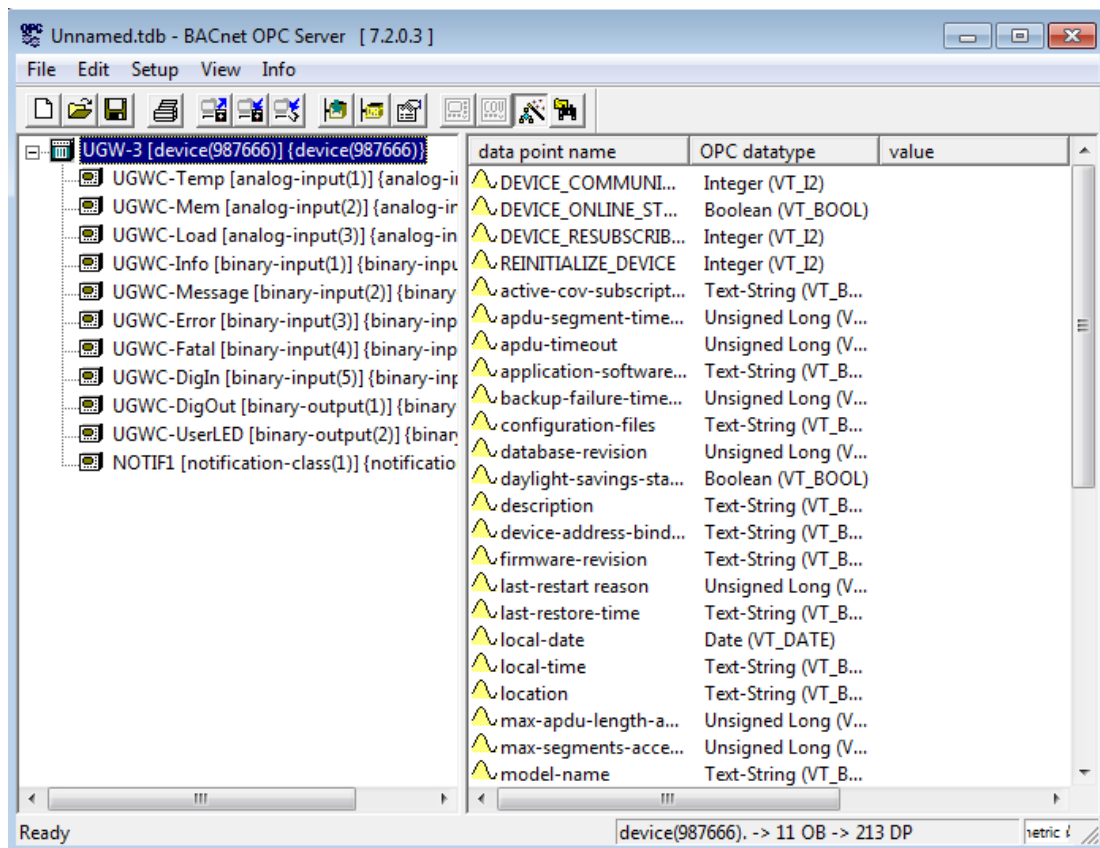 Unnamed.tdb - BACnet OPC Server [ 7.2.0.3 ]
File Edit Setup View Info
UGW-3 [device(987666)] {device(987666)}
UGWC-Temp [analog-input(1)] {analog-i
UGWC-Mem [analog-input(2)] {analog-in
UGWC-Load [analog-input(3)] {analog-in
UGWC-Info [binary-input(1)] {binary-inpu
UGWC-Message [binary-input(2)] {binary
UGWC-Error [binary-input(3)] {binary-inp
UGWC-Fatal [binary-input(4)] {binary-inp
UGWC-DigIn [binary-input(5)] {binary-inp
UGWC-DigOut [binary-output(1)] {binary
UGWC-UserLED [binary-output(2)] {binar
NOTIF1 [notification-class(1)] {notificatio
data point name OPC datatype value
DEVICE_COMMUNI... Integer (VT_I2)
DEVICE_ONLINE_ST... Boolean (VT_BOOL)
DEVICE_RESUBSCRIB... Integer (VT_I2)
REINITIALIZE_DEVICE Integer (VT_I2)
active-cov-subscript... Text-String (VT_B...
apdu-segment-time... Unsigned Long (V...
apdu-timeout Unsigned Long (V...
application-software... Text-String (VT_B...
backup-failure-time... Unsigned Long (V...
configuration-files Text-String (VT_B...
database-revision Unsigned Long (V...
daylight-savings-sta... Boolean (VT_BOOL)
description Text-String (VT_B...
device-address-bind... Text-String (VT_B...
firmware-revision Text-String (VT_B...
last-restart reason Unsigned Long (V...
last-restore-time Text-String (VT_B...
local-date Date (VT_DATE)
local-time Text-String (VT_B...
location Text-String (VT_B...
max-apdu-length-a... Unsigned Long (V...
max-segments-acce... Unsigned Long (V...
model-name Text-String (VT_B...
Ready device(987666). -> 11 OB -> 213 DP